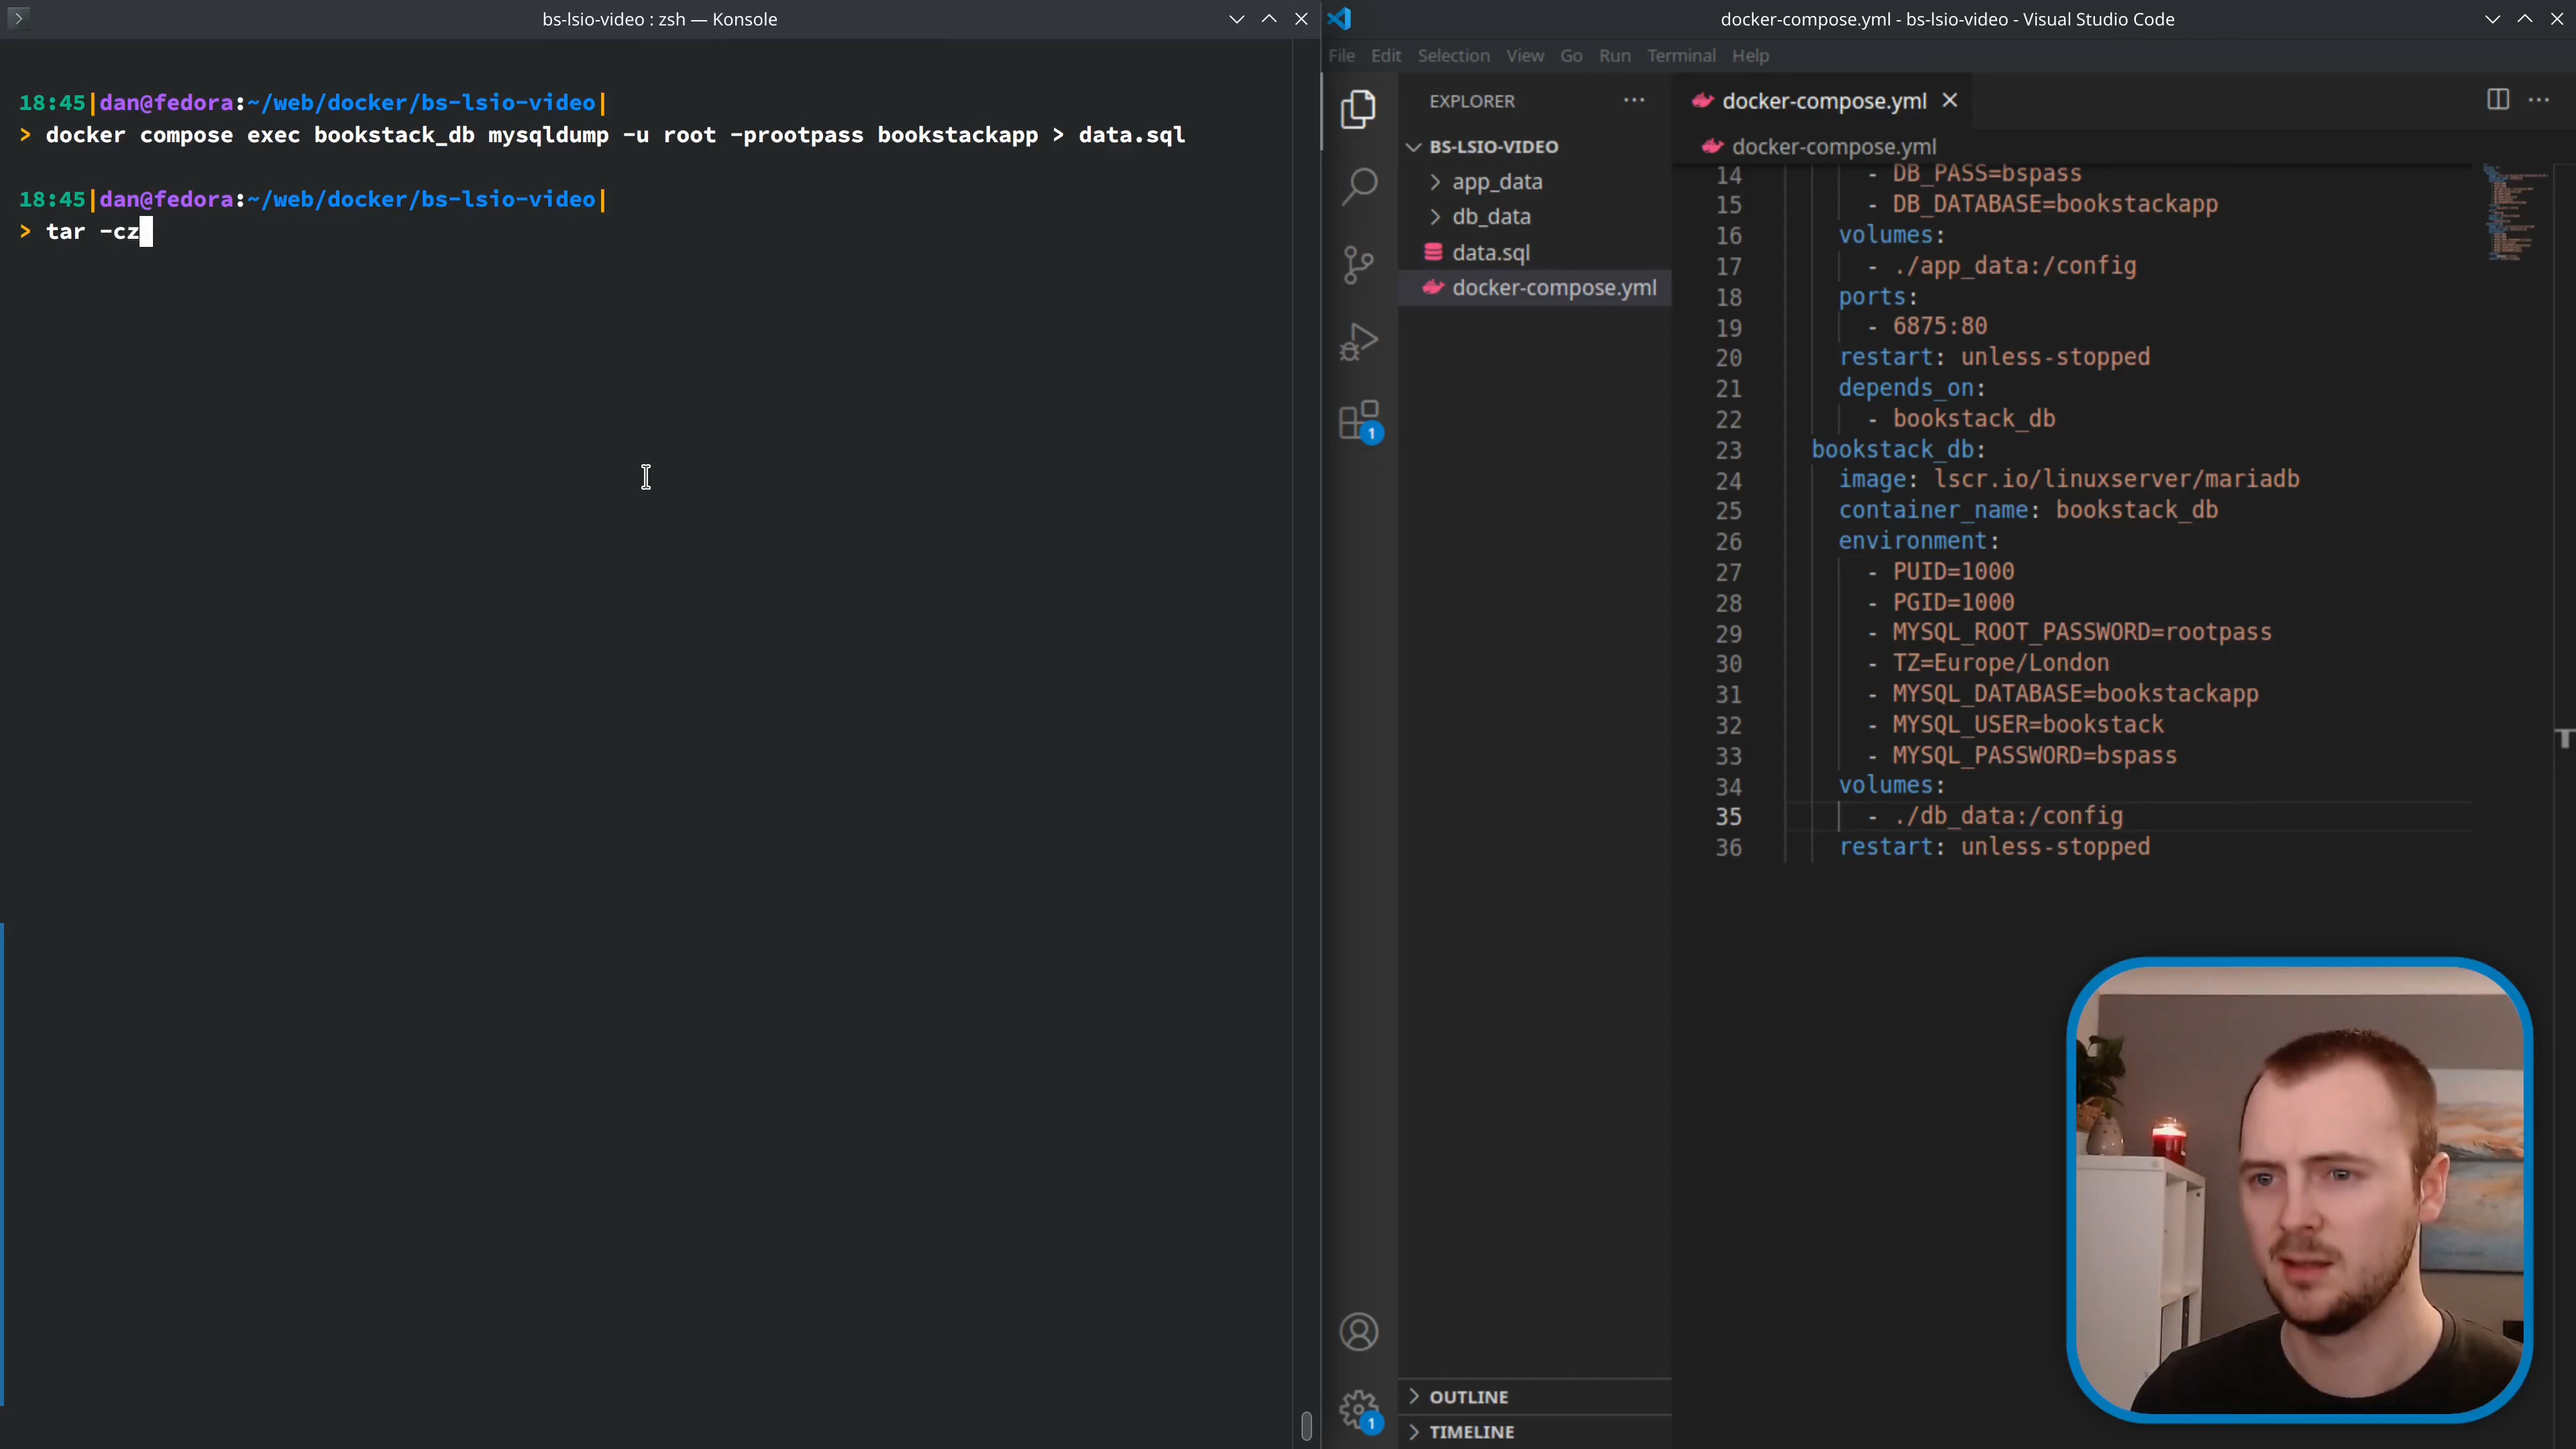 bs-lsio-video : zsh — Konsole
18:45|dan@fedora:~/web/docker/bs-lsio-video|
> docker compose exec bookstack_db mysqldump -u root -prootpass bookstackapp > data.sql
18:45|dan@fedora:~/web/docker/bs-lsio-video|
> tar -cz
docker-compose.yml - bs-lsio-video - Visual Studio Code
File Edit Selection View Go Run Terminal Help
EXPLORER
BS-LSIO-VIDEO
app_data
db_data
data.sql
docker-compose.yml
1
1
OUTLINE
TIMELINE
docker-compose.yml
docker-compose.yml
14 - DB_PASS=bspass
15 - DB_DATABASE=bookstackapp
16 volumes:
17 - ./app_data:/config
18 ports:
19 - 6875:80
20 restart: unless-stopped
21 depends_on:
22 - bookstack_db
23 bookstack_db:
24 image: lscr.io/linuxserver/mariadb
25 container_name: bookstack_db
26 environment:
27 - PUID=1000
28 - PGID=1000
29 - MYSQL_ROOT_PASSWORD=rootpass
30 - TZ=Europe/London
31 - MYSQL_DATABASE=bookstackapp
32 - MYSQL_USER=bookstack
33 - MYSQL_PASSWORD=bspass
34 volumes:
35 - ./db_data:/config
36 restart: unless-stopped